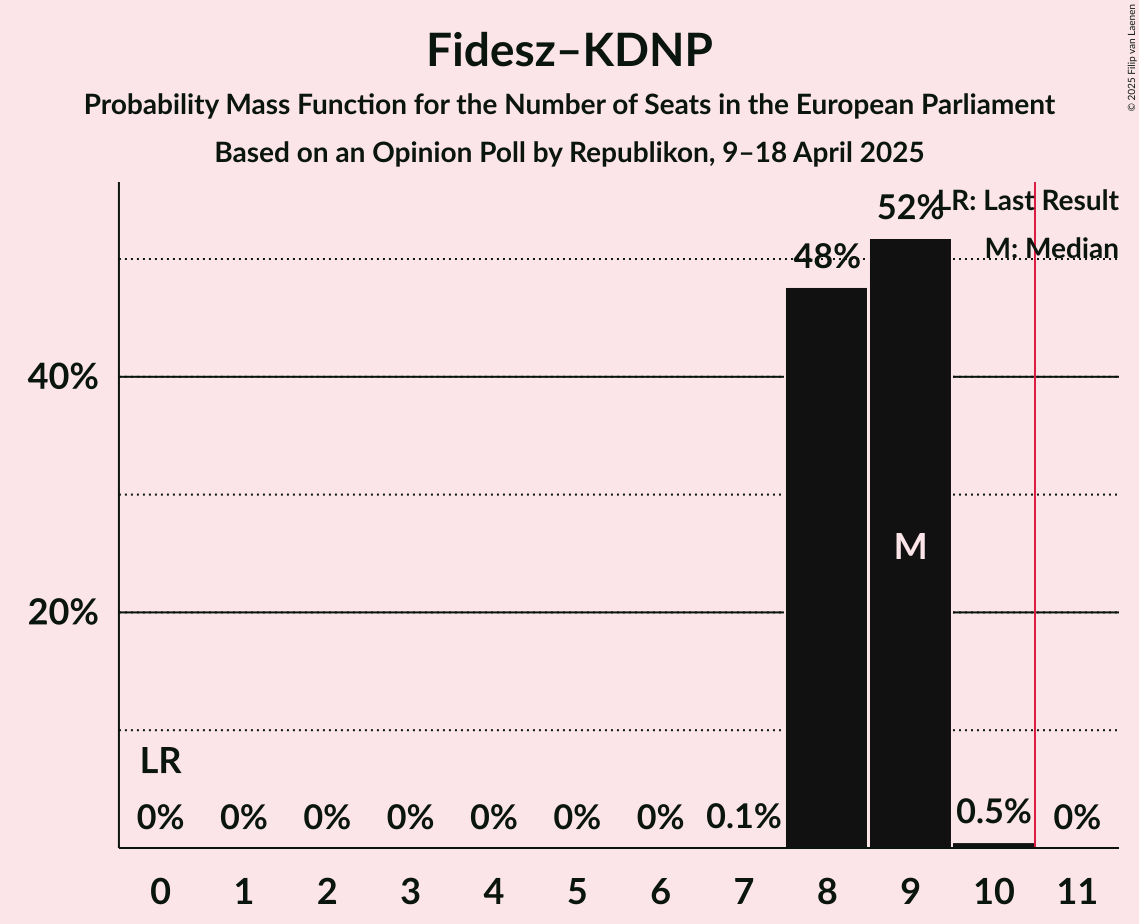 Fidesz–KDNP
Probability Mass Function for the Number of Seats in the European Parliament
Based on an Opinion Poll by Republikon, 9–18 April 2025
© 2025 Filip van Laenen
LR: Last Result
M: Median
52%
48%
40%
M
20%
LR
0% 0% 0% 0% 0% 0% 0% 0.1% 0.5% 0%
0 1 2 3 4 5 6 7 8 9 10 11